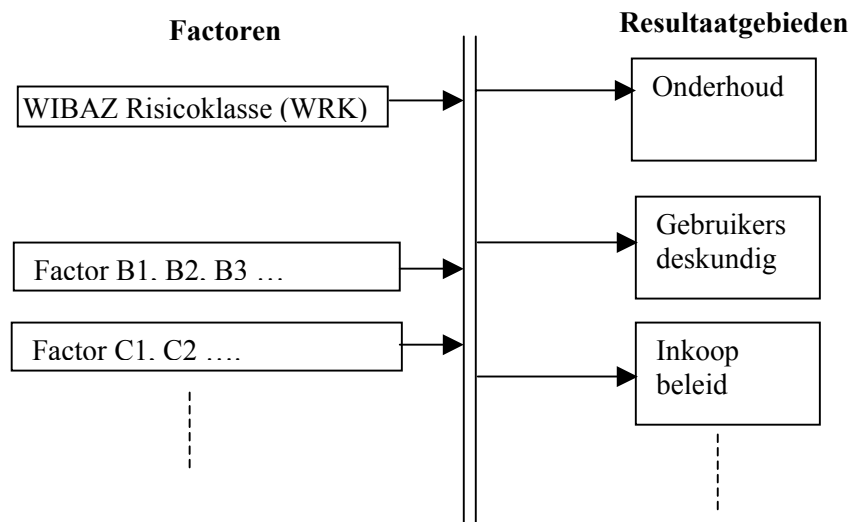 Factoren
Resultaatgebieden
WIBAZ Risicoklasse (WRK)
Onderhoud
Factor B1, B2, B3 …
Gebruikers
deskundig
Factor C1, C2 ….
Inkoop
beleid